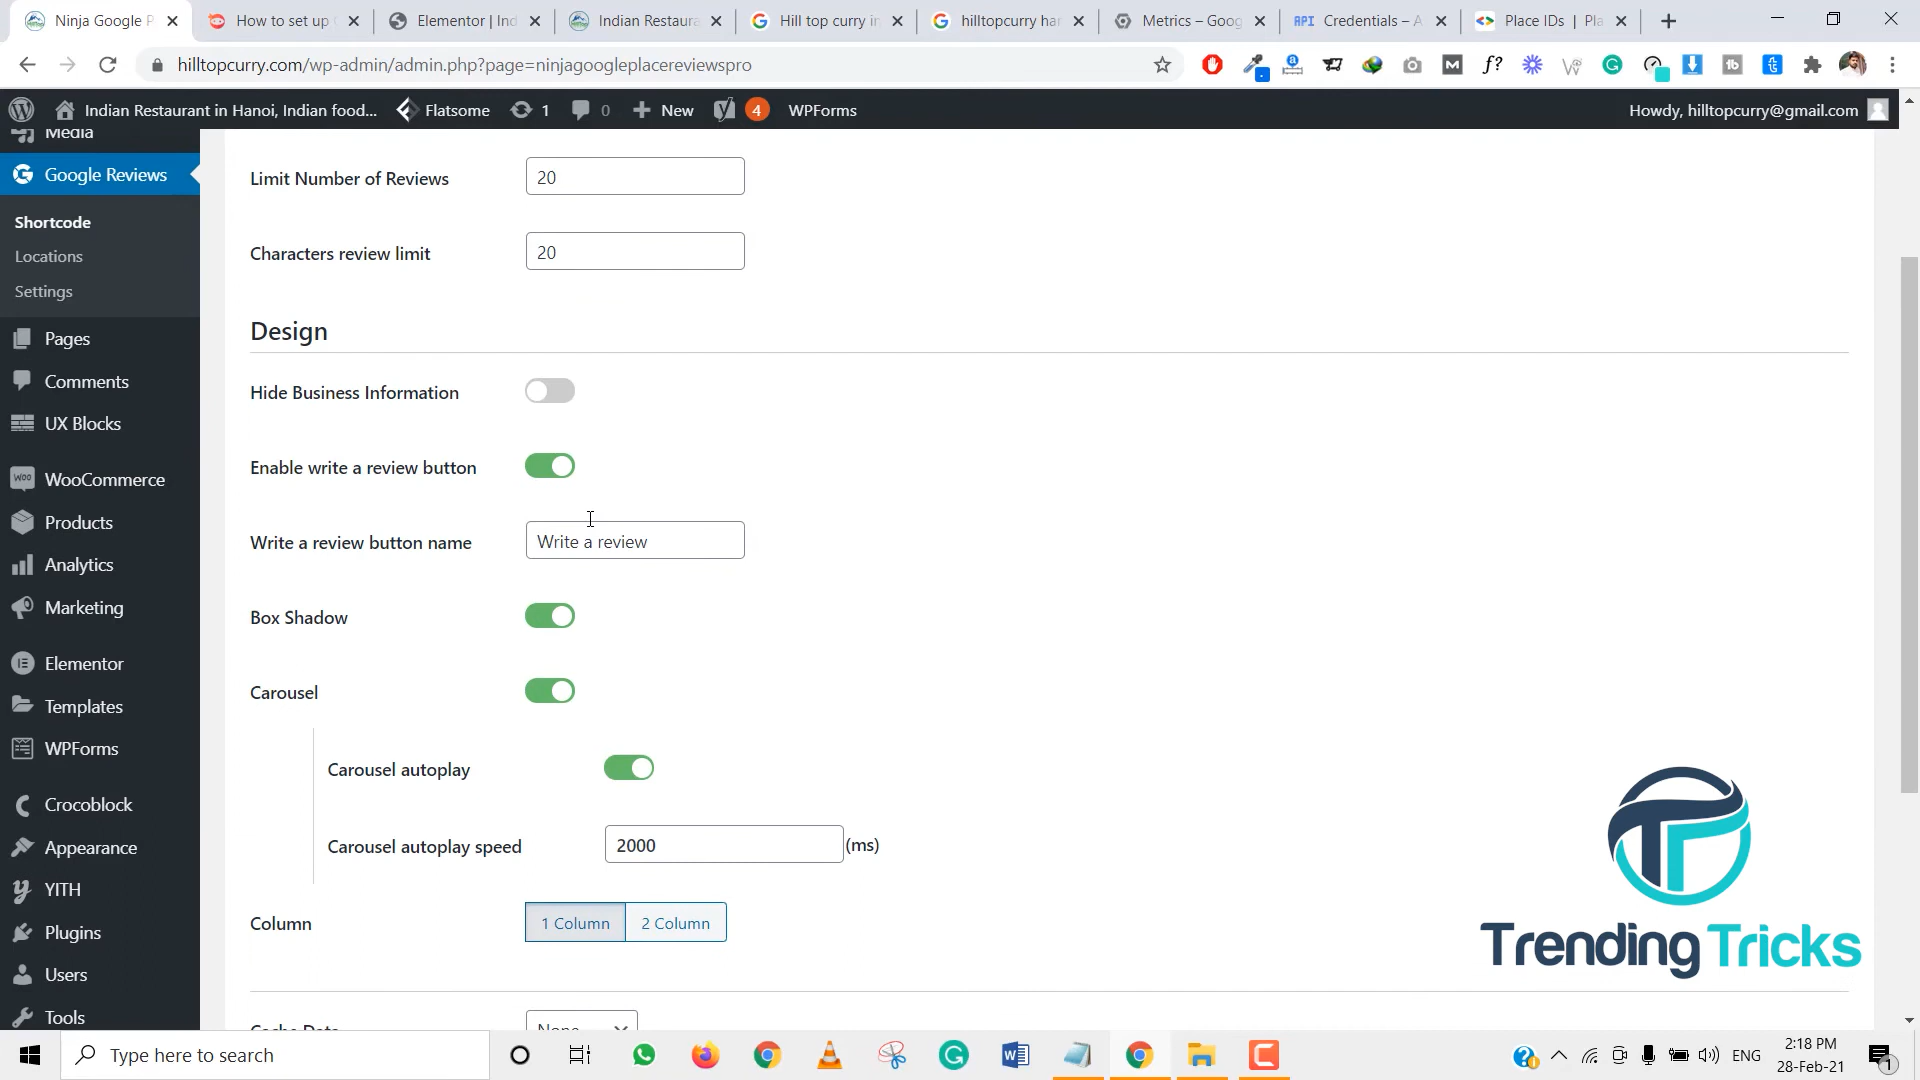 Ninja Google P
How to set up
Elementor | Ind
Indian Restaura
Hill top curry in
hilltopcurry han
Metrics – Goog
API Credentials – A
Place IDs | Pla
hilltopcurry.com/wp-admin/admin.php?page=ninjagoogleplacereviewspro
Indian Restaurant in Hanoi, Indian food...
Flatsome
1
0
New
4
WPForms
Howdy, hilltopcurry@gmail.com
Media
Google Reviews
Shortcode
Locations
Settings
Pages
Comments
UX Blocks
WooCommerce
Products
Analytics
Marketing
Elementor
Templates
WPForms
Crocoblock
Appearance
YITH
Plugins
Users
Tools
Limit Number of Reviews
20
Characters review limit
20
Design
Hide Business Information
Enable write a review button
Write a review button name
Write a review
Box Shadow
Carousel
Carousel autoplay
Carousel autoplay speed
2000
(ms)
Column
1 Column
2 Column
Cache Data
None
Trending Tricks
Type here to search
ENG
2:18 PM
28-Feb-21
1